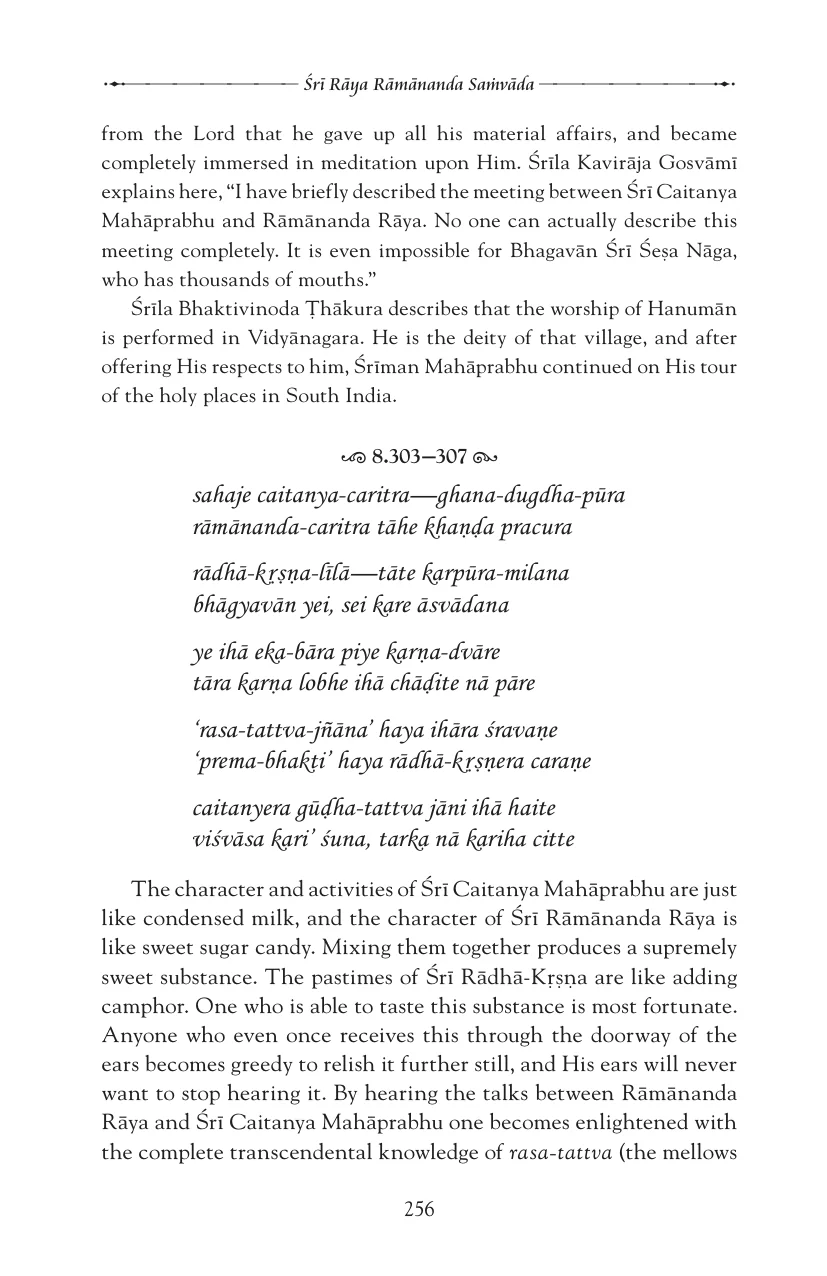 Śrī Rāya Rāmānanda Saṁvāda
from the Lord that he gave up all his material affairs, and became
completely immersed in meditation upon Him. Śrīla Kavirāja Gosvāmī
explains here, “I have briefly described the meeting between Śrī Caitanya
Mahāprabhu and Rāmānanda Rāya. No one can actually describe this
meeting completely. It is even impossible for Bhagavān Śrī Śeṣa Nāga,
who has thousands of mouths.”
Śrīla Bhaktivinoda Ṭhākura describes that the worship of Hanumān
is performed in Vidyānagara. He is the deity of that village, and after
offering His respects to him, Śrīman Mahāprabhu continued on His tour
of the holy places in South India.
8.303–307
sahaje caitanya-caritra—ghana-dugdha-pūra
rāmānanda-caritra tāhe khaṇḍa pracura
rādhā-kṛṣṇa-līlā—tāte karpūra-milana
bhāgyavān yei, sei kare āsvādana
ye ihā eka-bāra piye karṇa-dvāre
tāra karṇa lobhe ihā chāḍite nā pāre
‘rasa-tattva-jñāna’ haya ihāra śravaṇe
‘prema-bhakti’ haya rādhā-kṛṣṇera caraṇe
caitanyera gūḍha-tattva jāni ihā haite
viśvāsa kari’ śuna, tarka nā kariha citte
The character and activities of Śrī Caitanya Mahāprabhu are just
like condensed milk, and the character of Śrī Rāmānanda Rāya is
like sweet sugar candy. Mixing them together produces a supremely
sweet substance. The pastimes of Śrī Rādhā-Kṛṣṇa are like adding
camphor. One who is able to taste this substance is most fortunate.
Anyone who even once receives this through the doorway of the
ears becomes greedy to relish it further still, and His ears will never
want to stop hearing it. By hearing the talks between Rāmānanda
Rāya and Śrī Caitanya Mahāprabhu one becomes enlightened with
the complete transcendental knowledge of rasa-tattva (the mellows
256